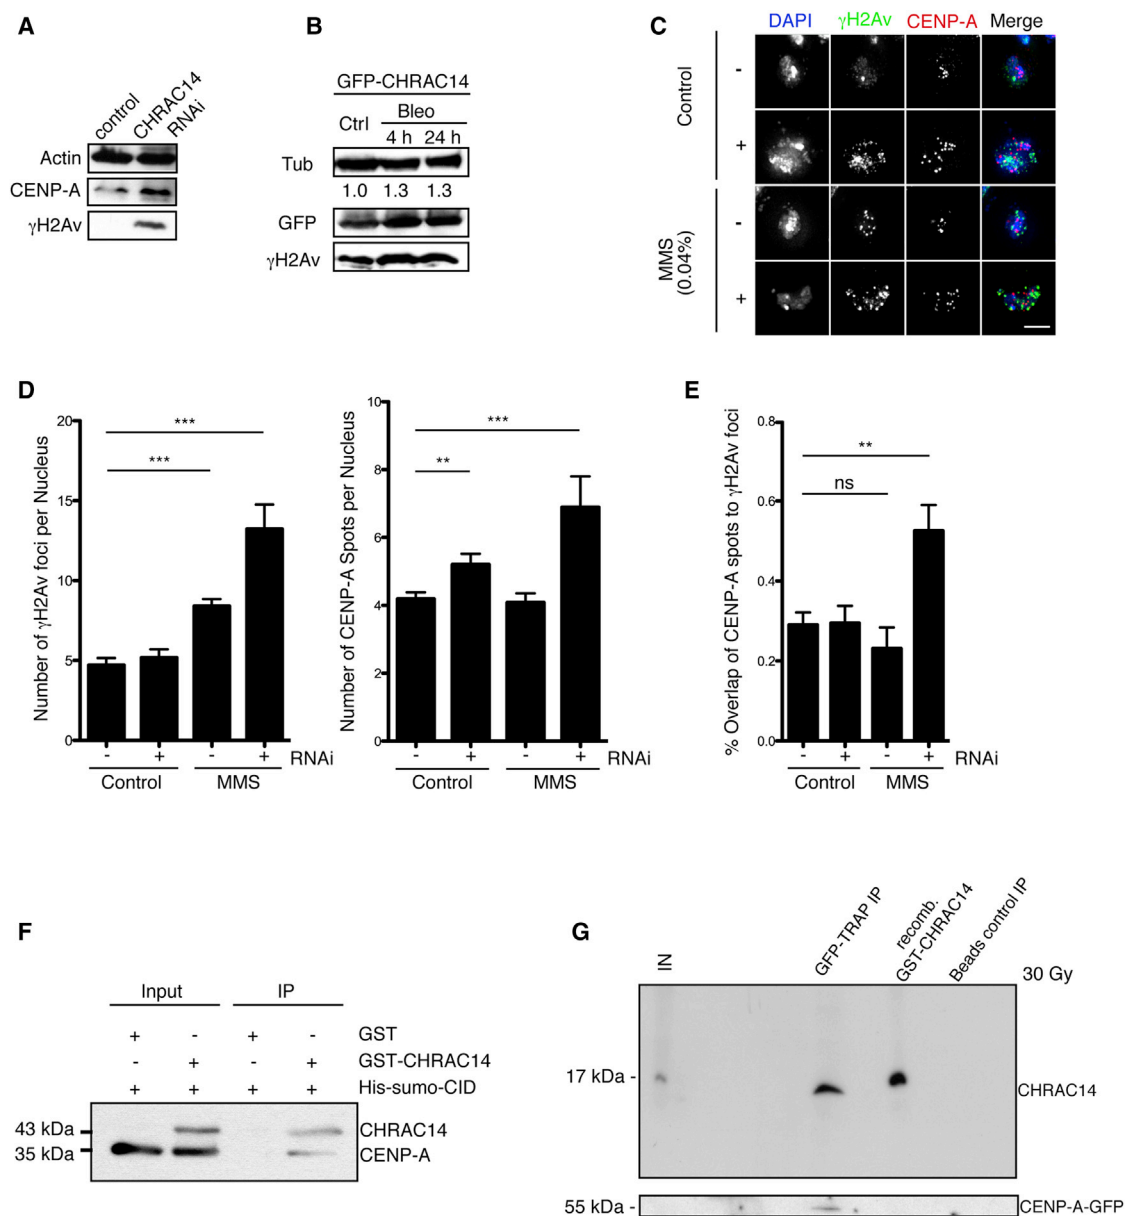 A
control
CHRAC14
RNAi
Actin
CENP-A
γH2Av
B
GFP-CHRAC14
Ctrl
Bleo
4 h 24 h
Tub
1.0 1.3 1.3
GFP
γH2Av
C
DAPI γH2Av CENP-A Merge
Control
-
+
MMS
(0.04%)
-
+
D
Number of γH2Av foci per Nucleus
20
15
10
5
0
***
***
- + - + RNAi
Control MMS
Number of CENP-A Spots per Nucleus
10
8
6
4
2
0
***
**
- + - + RNAi
Control MMS
E
% Overlap of CENP-A spots to γH2Av foci
0.8
0.6
0.4
0.2
0.0
**
ns
- + - + RNAi
Control MMS
F
Input IP
+ - + - GST
- + - + GST-CHRAC14
+ + + + His-sumo-CID
43 kDa
CHRAC14
35 kDa
CENP-A
G
IN
GFP-TRAP IP
recomb.
GST-CHRAC14
Beads control IP
30 Gy
17 kDa -
CHRAC14
55 kDa -
CENP-A-GFP